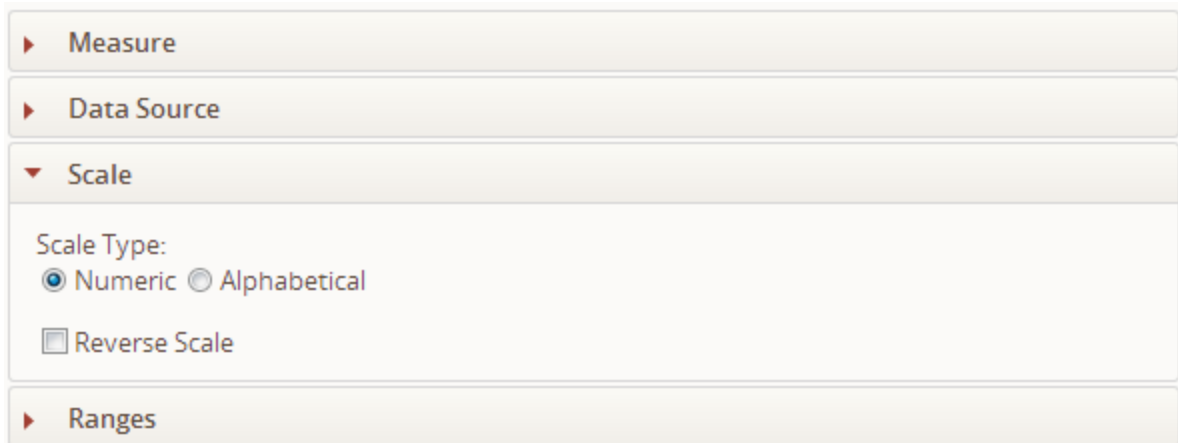 Measure
Data Source
Scale
Scale Type:
Numeric Alphabetical
Reverse Scale
Ranges